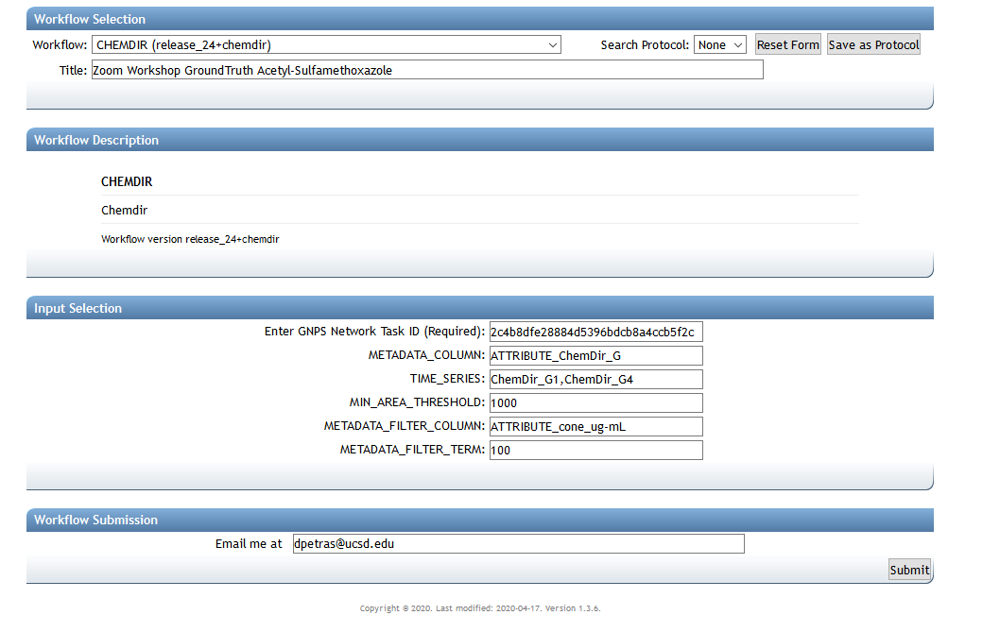 Workflow Selection
Workflow: CHEMDIR (release_24+chemdir) Search Protocol: None Reset Form Save as Protocol
Title: Zoom Workshop GroundTruth Acetyl-Sulfamethoxazole
Workflow Description
CHEMDIR
Chemdir
Workflow version release_24+chemdir
Input Selection
Enter GNPS Network Task ID (Required): 2c4b8dfe28884d5396bdcb8a4ccb5f2c
METADATA_COLUMN: ATTRIBUTE_ChemDir_G
TIME_SERIES: ChemDir_G1,ChemDir_G4
MIN_AREA_THRESHOLD: 1000
METADATA_FILTER_COLUMN: ATTRIBUTE_cone_ug-mL
METADATA_FILTER_TERM: 100
Workflow Submission
Email me at dpetras@ucsd.edu
Submit
Copyright © 2020. Last modified: 2020-04-17. Version 1.3.6.